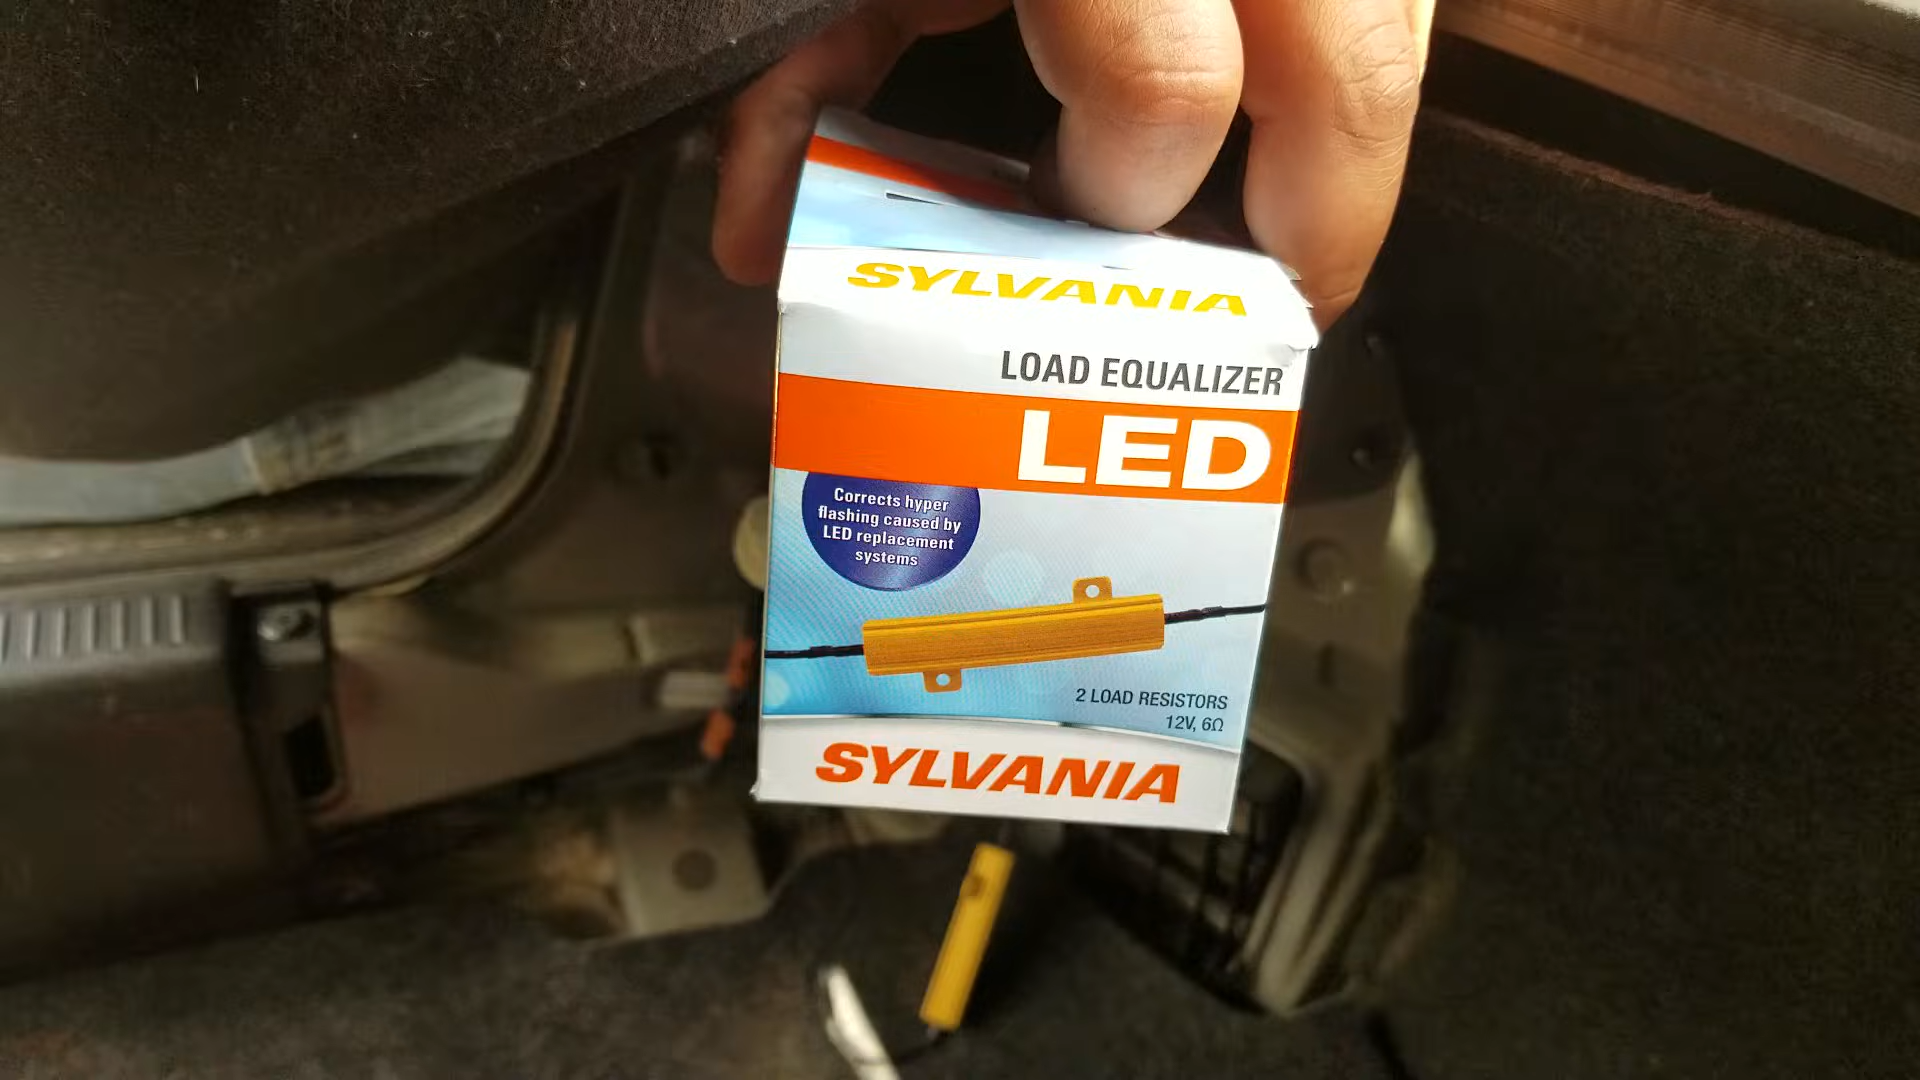 SYLVANIA
LOAD EQUALIZER
LED
Corrects hyper
flashing caused by
LED replacement
systems
2 LOAD RESISTORS
12V, 6Ω
SYLVANIA